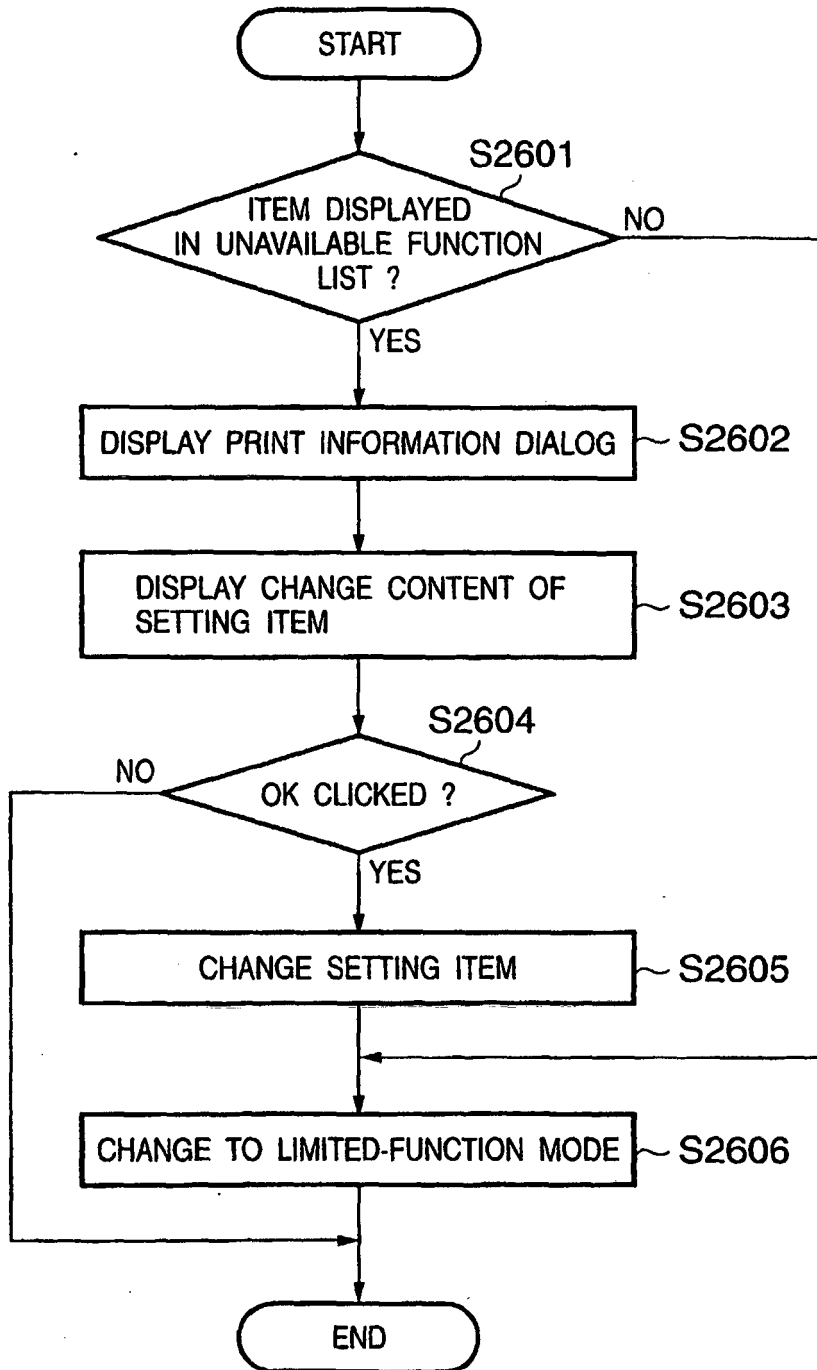 START
S2601
ITEM DISPLAYED
IN UNAVAILABLE FUNCTION
LIST ?
NO
YES
DISPLAY PRINT INFORMATION DIALOG
S2602
DISPLAY CHANGE CONTENT OF
SETTING ITEM
S2603
S2604
NO
OK CLICKED ?
YES
CHANGE SETTING ITEM
S2605
CHANGE TO LIMITED-FUNCTION MODE
S2606
END